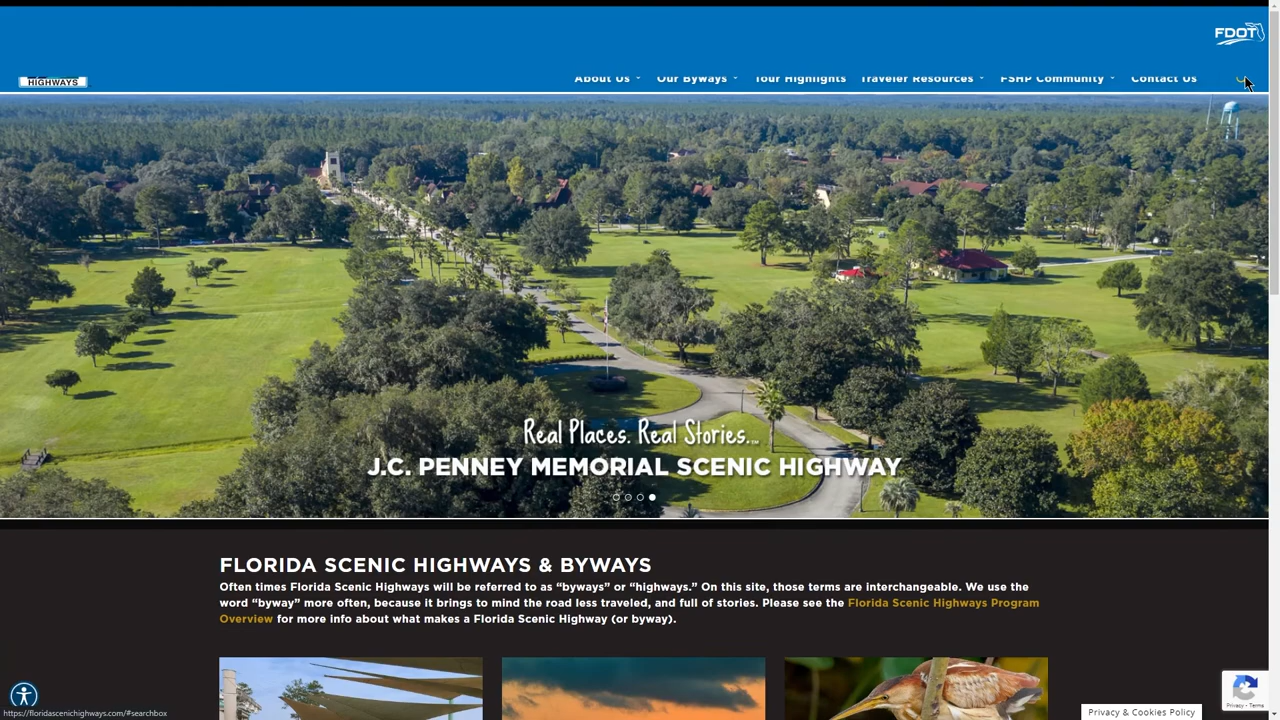 FDOT
HIGHWAYS
About Us
Our Byways
Tour Highlights
Traveler Resources
FSHP Community
Contact Us
Real Places. Real Stories.™
J.C. PENNEY MEMORIAL SCENIC HIGHWAY
FLORIDA SCENIC HIGHWAYS & BYWAYS
Often times Florida Scenic Highways will be referred to as “byways” or “highways.” On this site, those terms are interchangeable. We use the
word “byway” more often, because it brings to mind the road less traveled, and full of stories. Please see the Florida Scenic Highways Program
Overview for more info about what makes a Florida Scenic Highway (or byway).
Privacy - Terms
Privacy & Cookies Policy
https://floridascenichighways.com/#searchbox